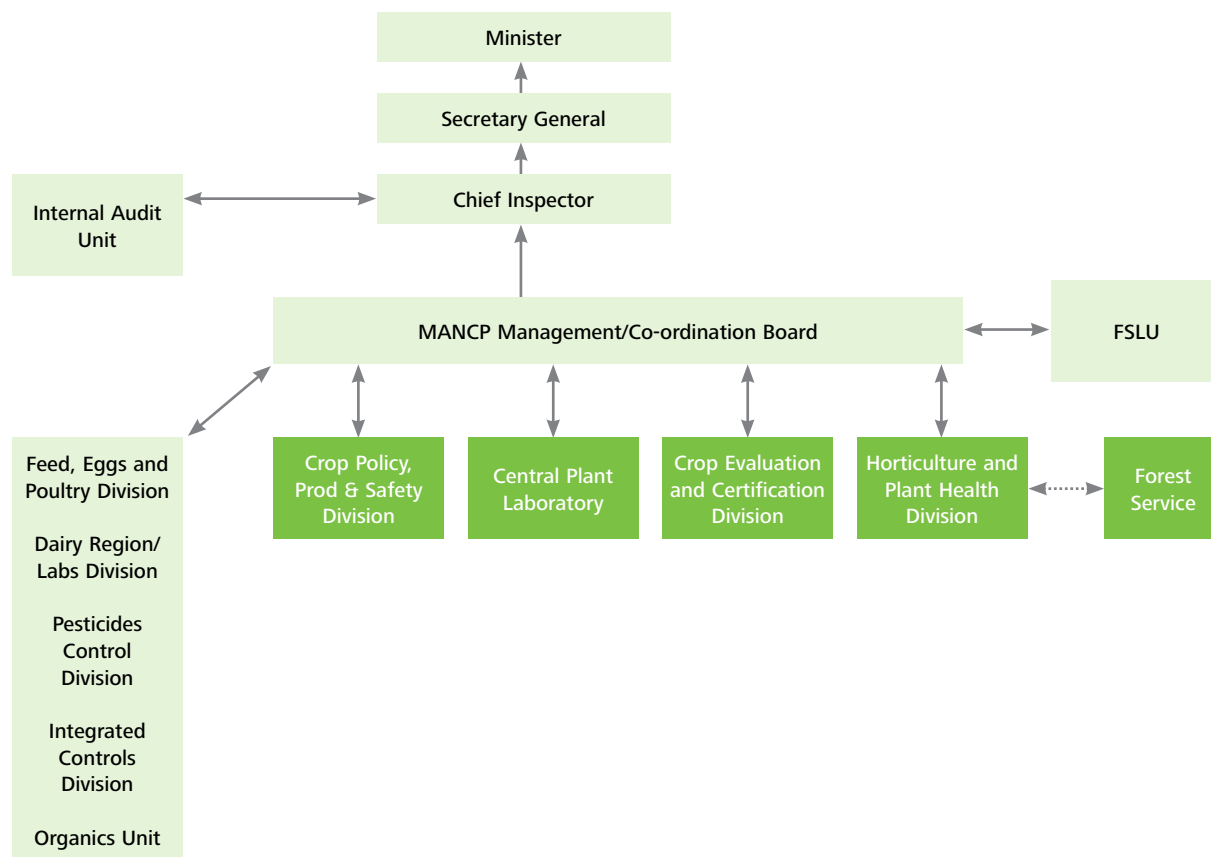 Minister
Secretary General
Chief Inspector
Internal Audit
Unit
MANCP Management/Co-ordination Board
FSLU
Feed, Eggs and
Poultry Division
Dairy Region/
Labs Division
Pesticides
Control
Division
Integrated
Controls
Division
Organics Unit
Crop Policy,
Prod & Safety
Division
Central Plant
Laboratory
Crop Evaluation
and Certification
Division
Horticulture and
Plant Health
Division
Forest
Service